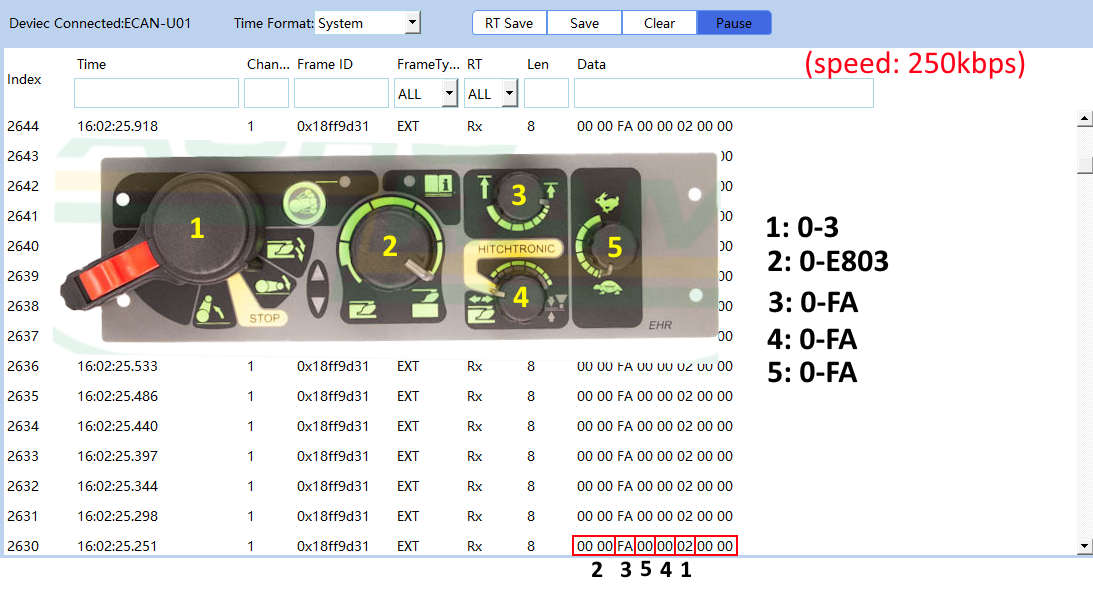 Deviec Connected:ECAN-U01 Time Format: System RT Save Save Clear Pause
(speed: 250kbps)
Index Time Chan... Frame ID FrameTy... RT Len Data
ALL ALL
2644 16:02:25.918 1 0x18ff9d31 EXT Rx 8 00 00 FA 00 00 02 00 00
2643 00
2642 00
2641 00
2640 00
2639 00
2638 00
2637 00
1
2
3
HITCHTRONIC
4
5
STOP
EHR
1: 0-3
2: 0-E803
3: 0-FA
4: 0-FA
5: 0-FA
2636 16:02:25.533 1 0x18ff9d31 EXT Rx 8 00 00 FA 00 00 02 00 00
2635 16:02:25.486 1 0x18ff9d31 EXT Rx 8 00 00 FA 00 00 02 00 00
2634 16:02:25.440 1 0x18ff9d31 EXT Rx 8 00 00 FA 00 00 02 00 00
2633 16:02:25.397 1 0x18ff9d31 EXT Rx 8 00 00 FA 00 00 02 00 00
2632 16:02:25.344 1 0x18ff9d31 EXT Rx 8 00 00 FA 00 00 02 00 00
2631 16:02:25.298 1 0x18ff9d31 EXT Rx 8 00 00 FA 00 00 02 00 00
2630 16:02:25.251 1 0x18ff9d31 EXT Rx 8 00 00 FA 00 00 02 00 00
2 3 5 4 1